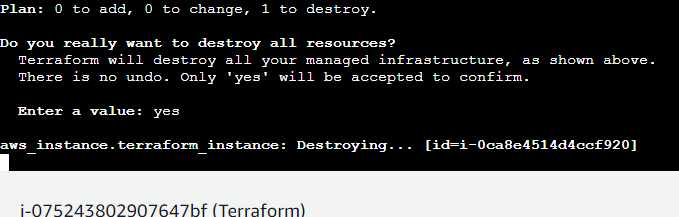 Plan: 0 to add, 0 to change, 1 to destroy.
Do you really want to destroy all resources?
Terraform will destroy all your managed infrastructure, as shown above.
There is no undo. Only 'yes' will be accepted to confirm.
Enter a value: yes
aws_instance.terraform_instance: Destroying... [id=i-0ca8e4514d4ccf920]
i-075243802907647bf (Terraform)